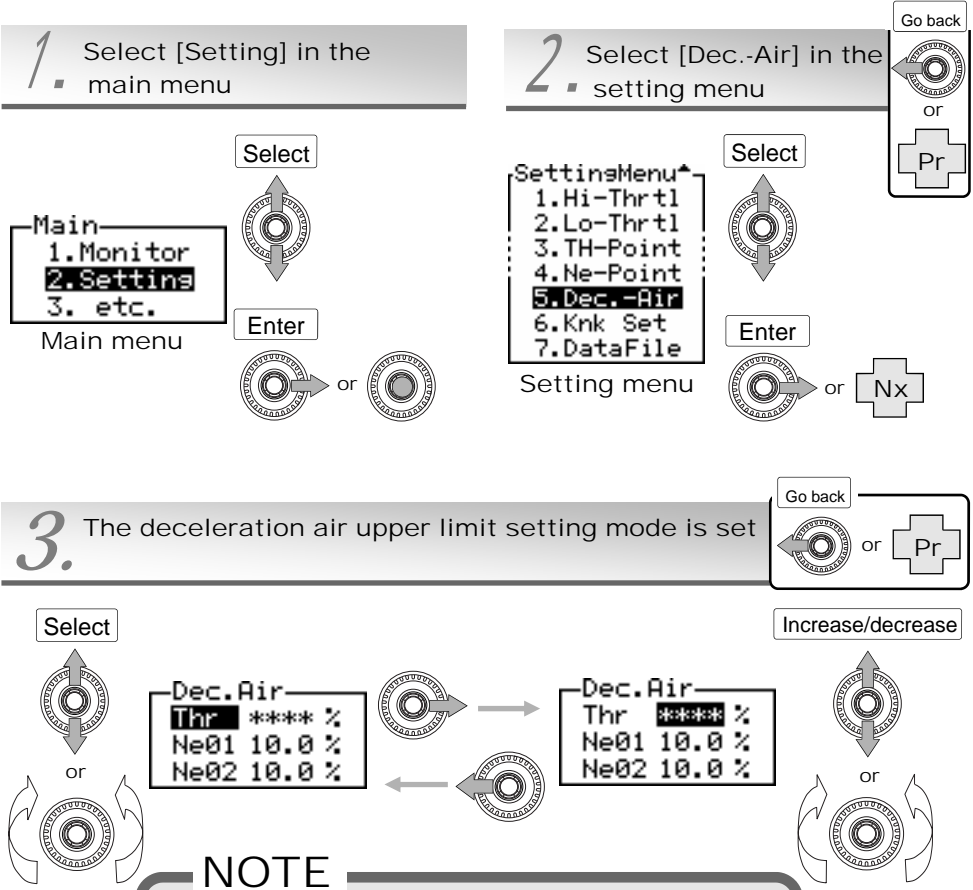 1. Select [Setting] in the
main menu
Select
Main
1.Monitor
2.Setting
3. etc.
Main menu
Enter
or
2. Select [Dec.-Air] in the
setting menu
Go back
or
Pr
Select
SettingMenu
1.Hi-Thrtl
2.Lo-Thrtl
3.TH-Point
4.Ne-Point
5.Dec.-Air
6.Knk Set
7.DataFile
Setting menu
Enter
or
Nx
3. The deceleration air upper limit setting mode is set
Go back
or
Pr
Select
or
Dec.Air
Thr **** %
Ne01 10.0 %
Ne02 10.0 %
Dec.Air
Thr **** %
Ne01 10.0 %
Ne02 10.0 %
Increase/decrease
or
NOTE